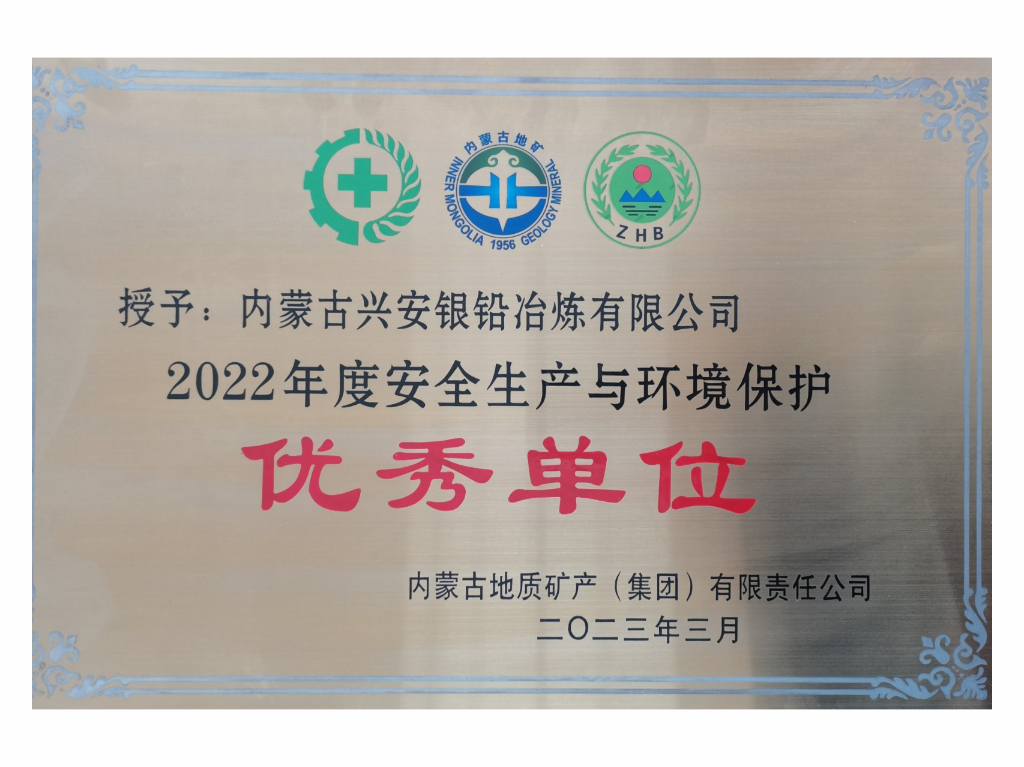 内蒙古地矿
INNER MONGOLIA 1956 GEOLOGY MINERAL
ZHB
授予：内蒙古兴安银铅冶炼有限公司
2022年度安全生产与环境保护
优秀单位
内蒙古地质矿产（集团）有限责任公司
二〇二三年三月